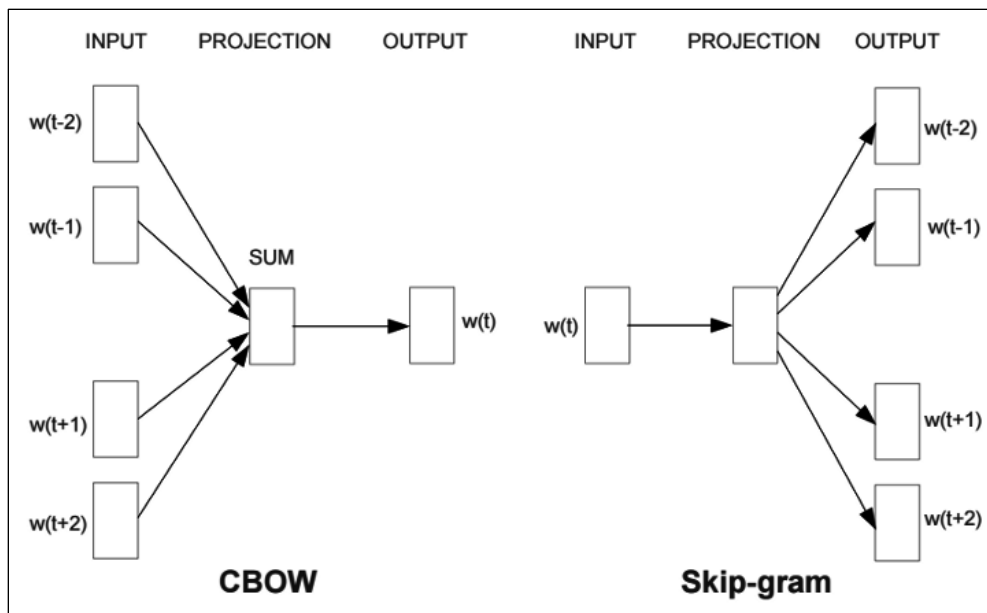 INPUT PROJECTION OUTPUT
w(t-2)
w(t-1)
SUM
w(t)
w(t+1)
w(t+2)
CBOW
INPUT PROJECTION OUTPUT
w(t-2)
w(t-1)
w(t)
w(t+1)
w(t+2)
Skip-gram